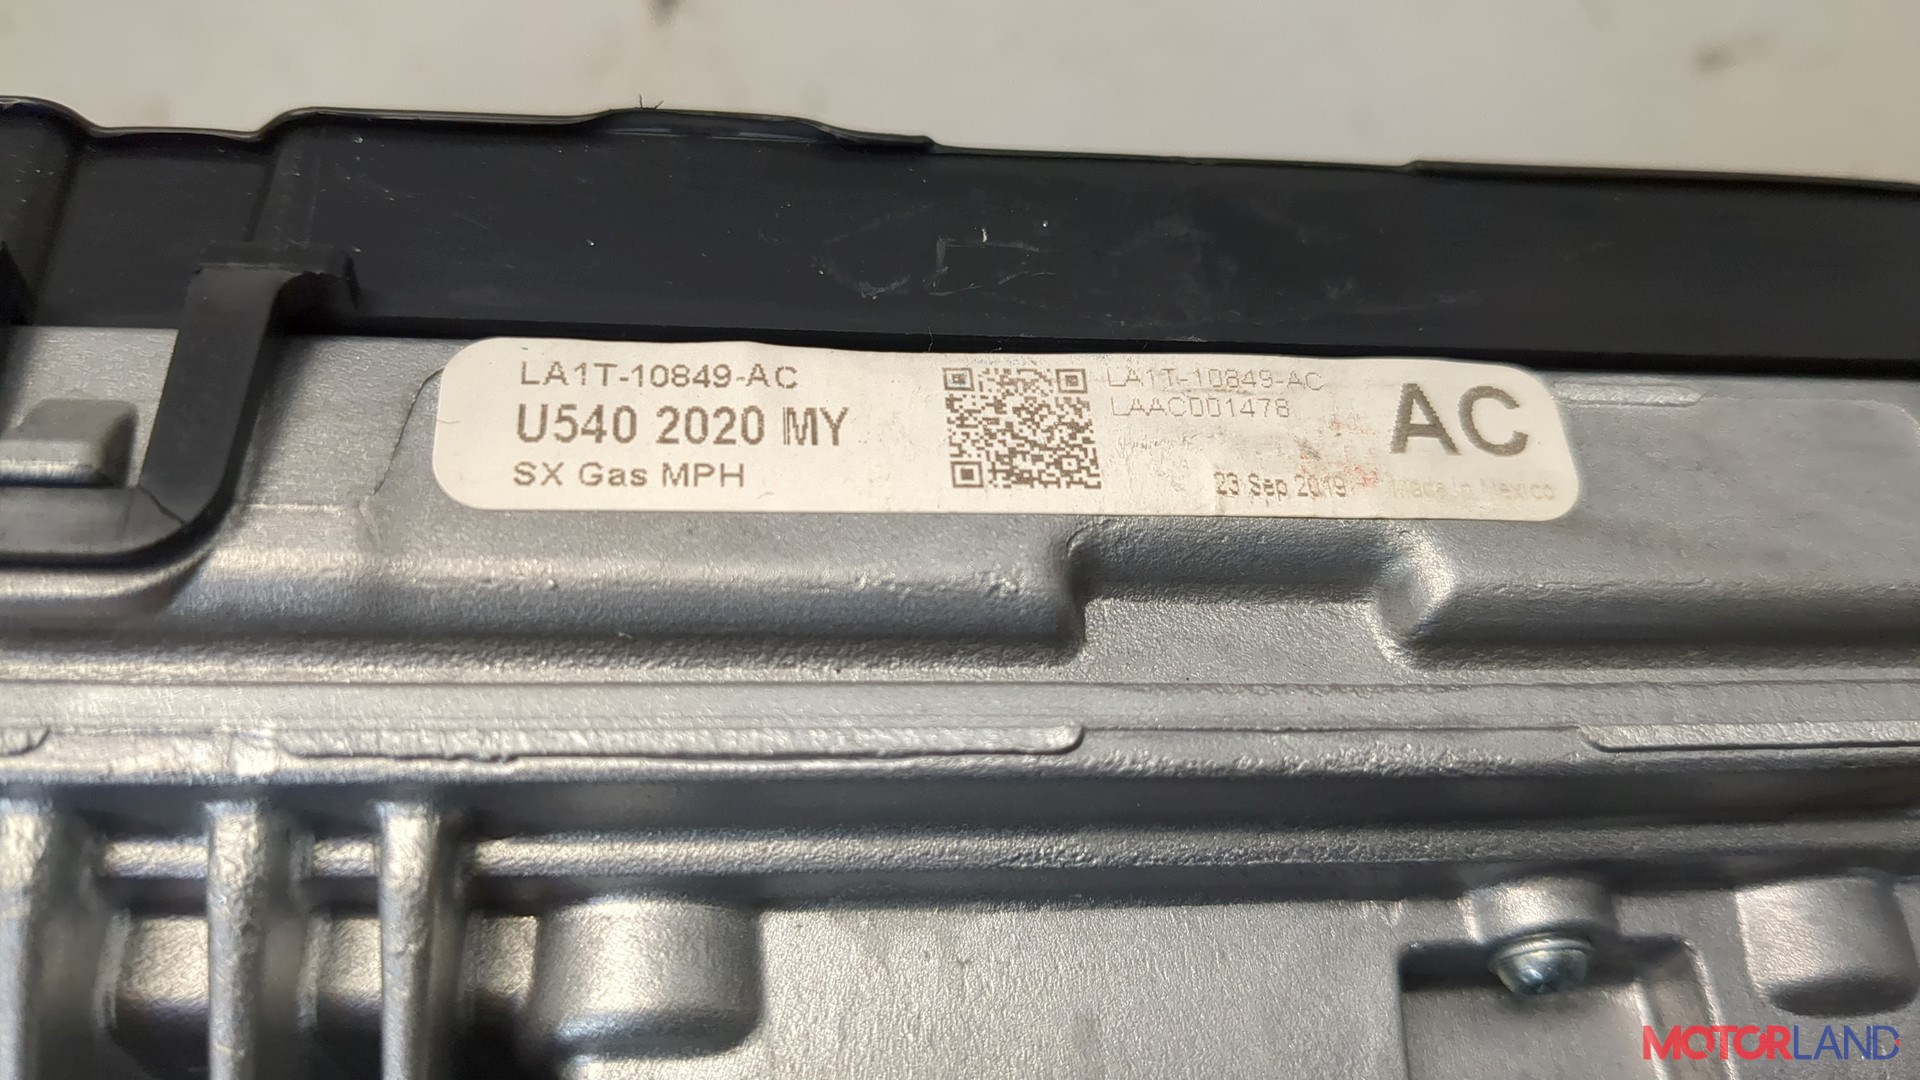 LA1T-10849-AC
U540 2020 MY
SX Gas MPH
LA1T-10849-AC
LAAC001478
23 Sep 2019
Made in Mexico
AC
MOTORLAND